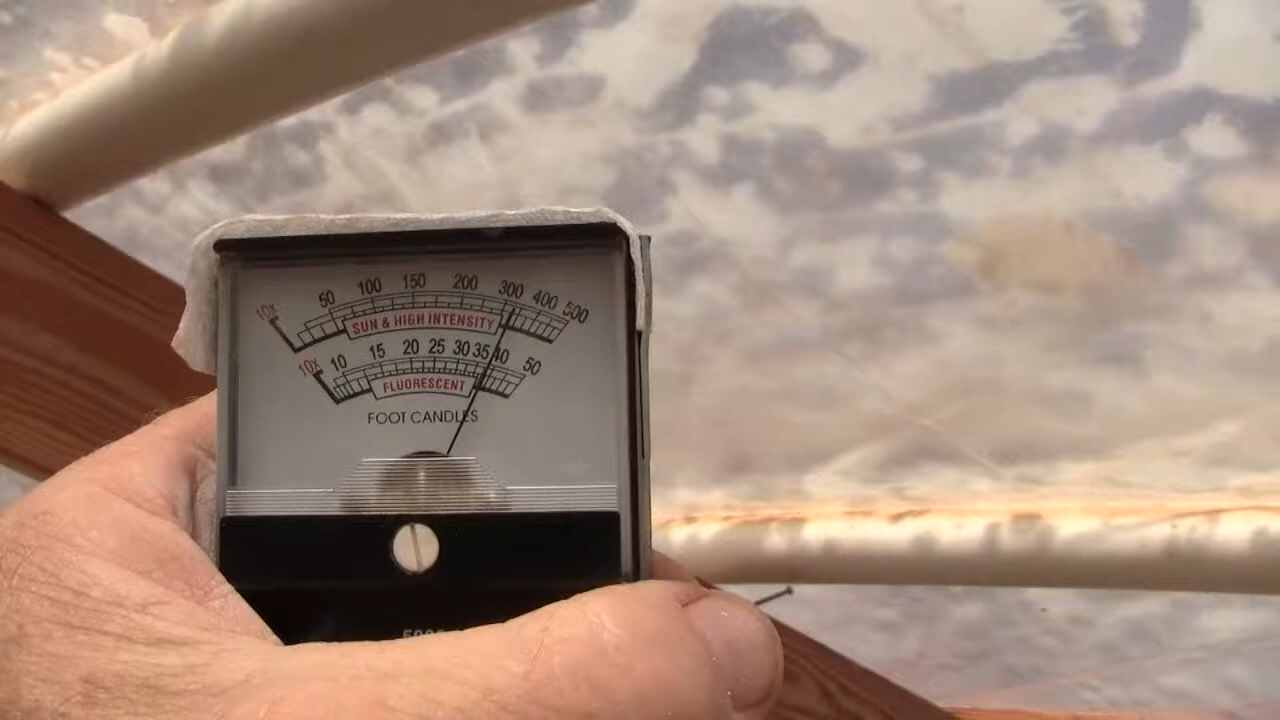 10X 50 100 150 200 300 400 500
SUN & HIGH INTENSITY
10X 10 15 20 25 30 35 40 50
FLUORESCENT
FOOT CANDLES